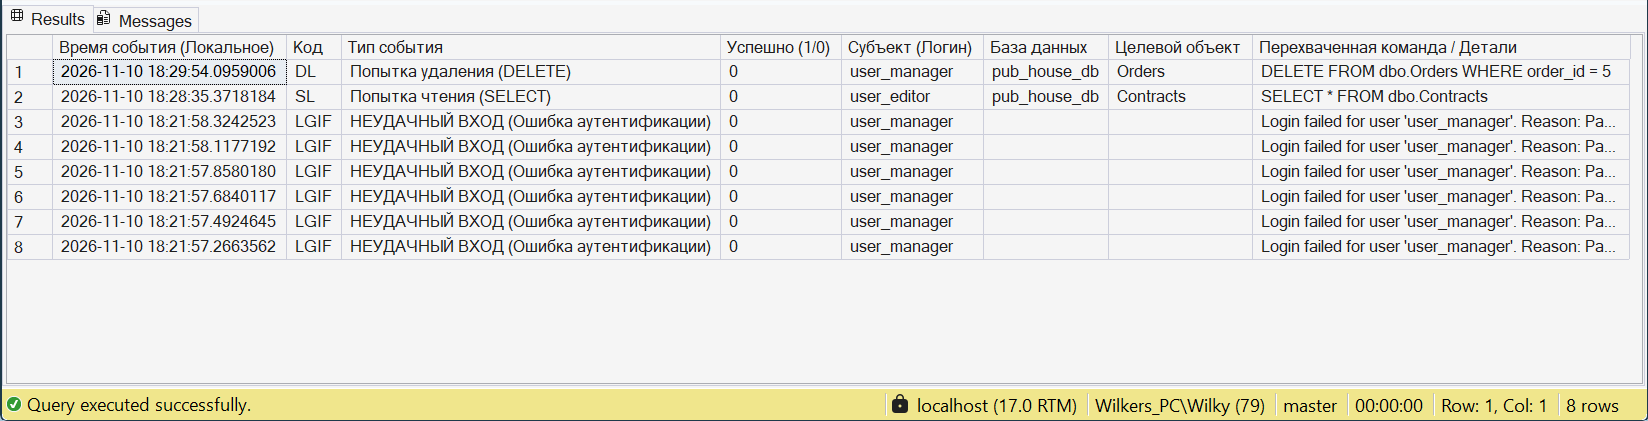 Results Messages
Время события (Локальное) Код Тип события Успешно (1/0) Субъект (Логин) База данных Целевой объект Перехваченная команда / Детали
1 2026-11-10 18:29:54.0959006 DL Попытка удаления (DELETE) 0 user_manager pub_house_db Orders DELETE FROM dbo.Orders WHERE order_id = 5
2 2026-11-10 18:28:35.3718184 SL Попытка чтения (SELECT) 0 user_editor pub_house_db Contracts SELECT * FROM dbo.Contracts
3 2026-11-10 18:21:58.3242523 LGIF НЕУДАЧНЫЙ ВХОД (Ошибка аутентификации) 0 user_manager Login failed for user 'user_manager'. Reason: Pa...
4 2026-11-10 18:21:58.1177192 LGIF НЕУДАЧНЫЙ ВХОД (Ошибка аутентификации) 0 user_manager Login failed for user 'user_manager'. Reason: Pa...
5 2026-11-10 18:21:57.8580180 LGIF НЕУДАЧНЫЙ ВХОД (Ошибка аутентификации) 0 user_manager Login failed for user 'user_manager'. Reason: Pa...
6 2026-11-10 18:21:57.6840117 LGIF НЕУДАЧНЫЙ ВХОД (Ошибка аутентификации) 0 user_manager Login failed for user 'user_manager'. Reason: Pa...
7 2026-11-10 18:21:57.4924645 LGIF НЕУДАЧНЫЙ ВХОД (Ошибка аутентификации) 0 user_manager Login failed for user 'user_manager'. Reason: Pa...
8 2026-11-10 18:21:57.2663562 LGIF НЕУДАЧНЫЙ ВХОД (Ошибка аутентификации) 0 user_manager Login failed for user 'user_manager'. Reason: Pa...
Query executed successfully. localhost (17.0 RTM) Wilkers_PC\Wilky (79) master 00:00:00 Row: 1, Col: 1 8 rows